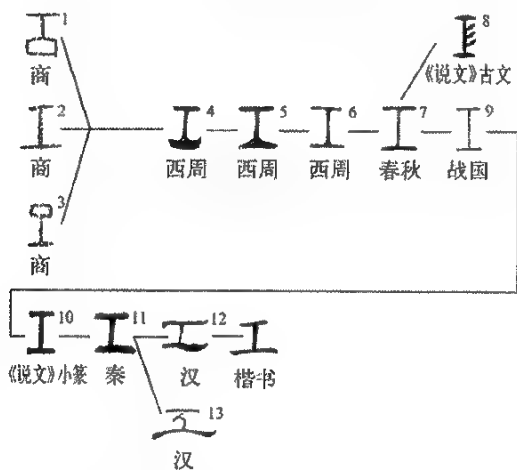 1
商
8
《说文》古文
2
商
4
西周
5
西周
6
西周
7
春秋
9
战国
3
商
10
《说文》小篆
11
秦
12
汉
工
楷书
13
汉